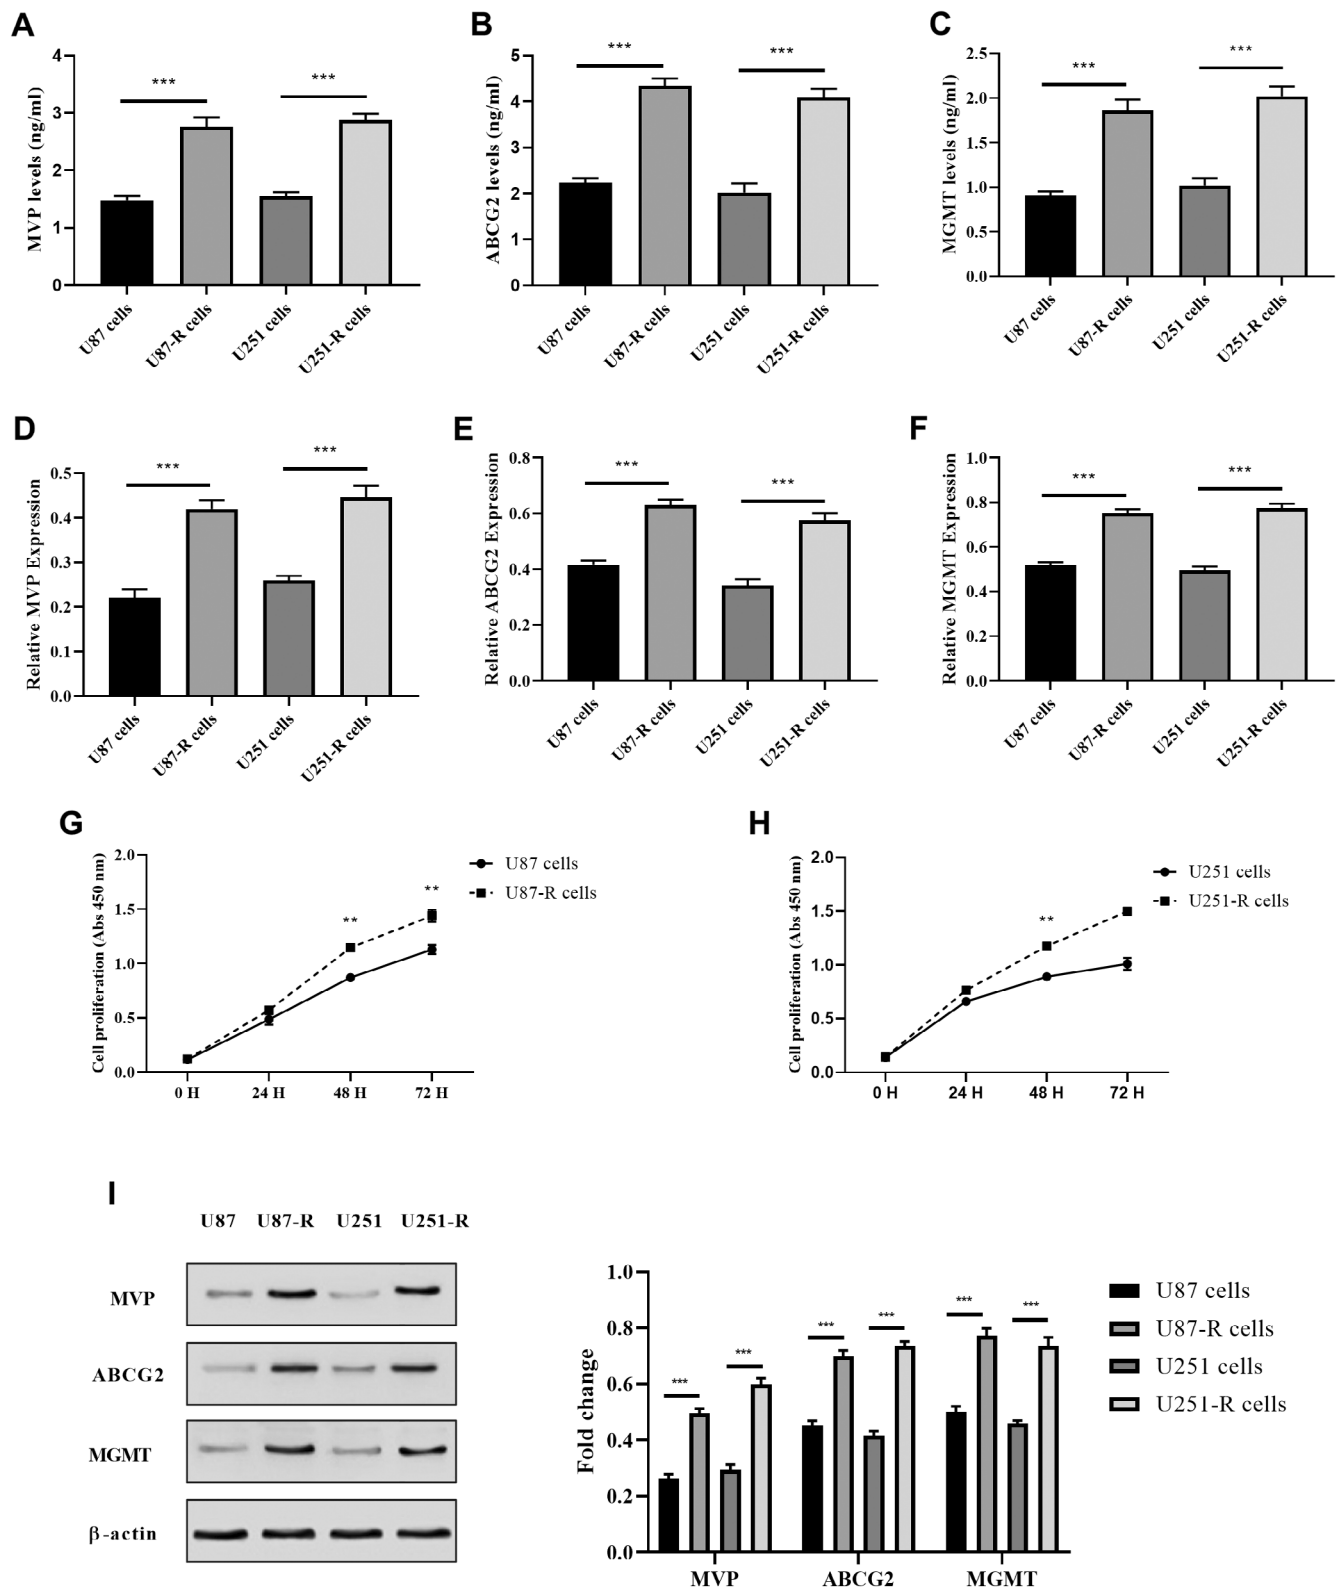 A
B
C
MVP levels (ng/ml)
4
3
2
1
0
***
***
U87 cells
U87-R cells
U251 cells
U251-R cells
ABCG2 levels (ng/ml)
5
4
3
2
1
0
***
***
U87 cells
U87-R cells
U251 cells
U251-R cells
MGMT levels (ng/ml)
2.5
2.0
1.5
1.0
0.5
0.0
***
***
U87 cells
U87-R cells
U251 cells
U251-R cells
D
E
F
Relative MVP Expression
0.5
0.4
0.3
0.2
0.1
0.0
***
***
U87 cells
U87-R cells
U251 cells
U251-R cells
Relative ABCG2 Expression
0.8
0.6
0.4
0.2
0.0
***
***
U87 cells
U87-R cells
U251 cells
U251-R cells
Relative MGMT Expression
1.0
0.8
0.6
0.4
0.2
0.0
***
***
U87 cells
U87-R cells
U251 cells
U251-R cells
G
Cell proliferation (Abs 450 nm)
2.0
1.5
1.0
0.5
0.0
**
**
0 H
24 H
48 H
72 H
U87 cells
U87-R cells
H
Cell proliferation (Abs 450 nm)
2.0
1.5
1.0
0.5
0.0
**
0 H
24 H
48 H
72 H
U251 cells
U251-R cells
I
U87 U87-R U251 U251-R
MVP
ABCG2
MGMT
β-actin
Fold change
1.0
0.8
0.6
0.4
0.2
0.0
***
***
***
***
***
***
MVP
ABCG2
MGMT
U87 cells
U87-R cells
U251 cells
U251-R cells